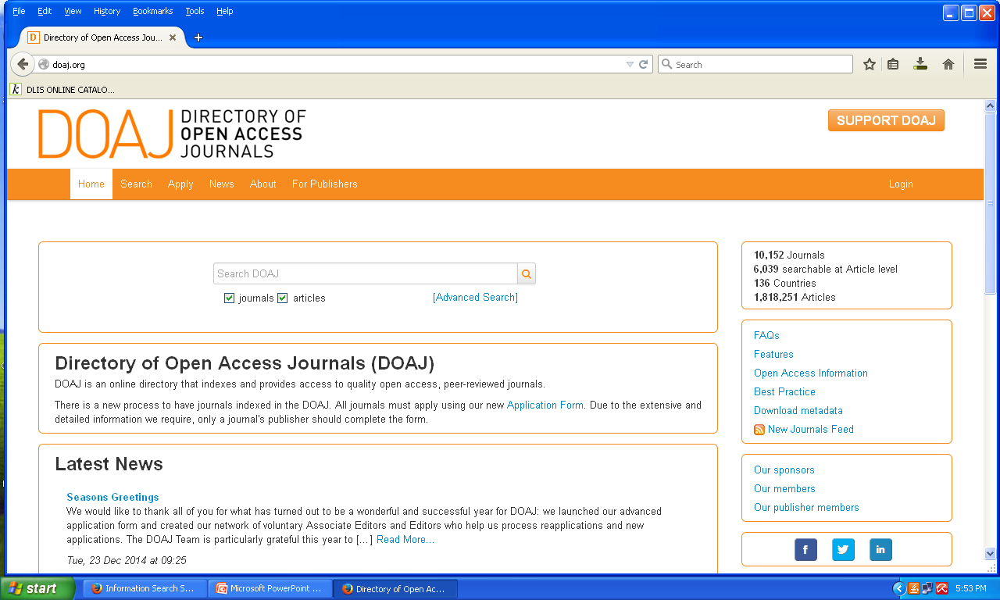 File Edit View History Bookmarks Tools Help
D Directory of Open Access Jou...
doaj.org
Search
k DLIS ONLINE CATALO...
DOAJ DIRECTORY OF
OPEN ACCESS
JOURNALS
SUPPORT DOAJ
Home Search Apply News About For Publishers Login
Search DOAJ
journals articles [Advanced Search]
10,152 Journals
6,039 searchable at Article level
136 Countries
1,818,251 Articles
Directory of Open Access Journals (DOAJ)
DOAJ is an online directory that indexes and provides access to quality open access, peer-reviewed journals.
There is a new process to have journals indexed in the DOAJ. All journals must apply using our new Application Form. Due to the extensive and
detailed information we require, only a journal's publisher should complete the form.
FAQs
Features
Open Access Information
Best Practice
Download metadata
New Journals Feed
Latest News
Seasons Greetings
We would like to thank all of you for what has turned out to be a wonderful and successful year for DOAJ: we launched our advanced
application form and created our network of voluntary Associate Editors and Editors who help us process reapplications and new
applications. The DOAJ Team is particularly grateful this year to [...] Read More...
Tue, 23 Dec 2014 at 09:25
Our sponsors
Our members
Our publisher members
f in
start Information Search S... Microsoft PowerPoint ... Directory of Open Ac... 5:53 PM